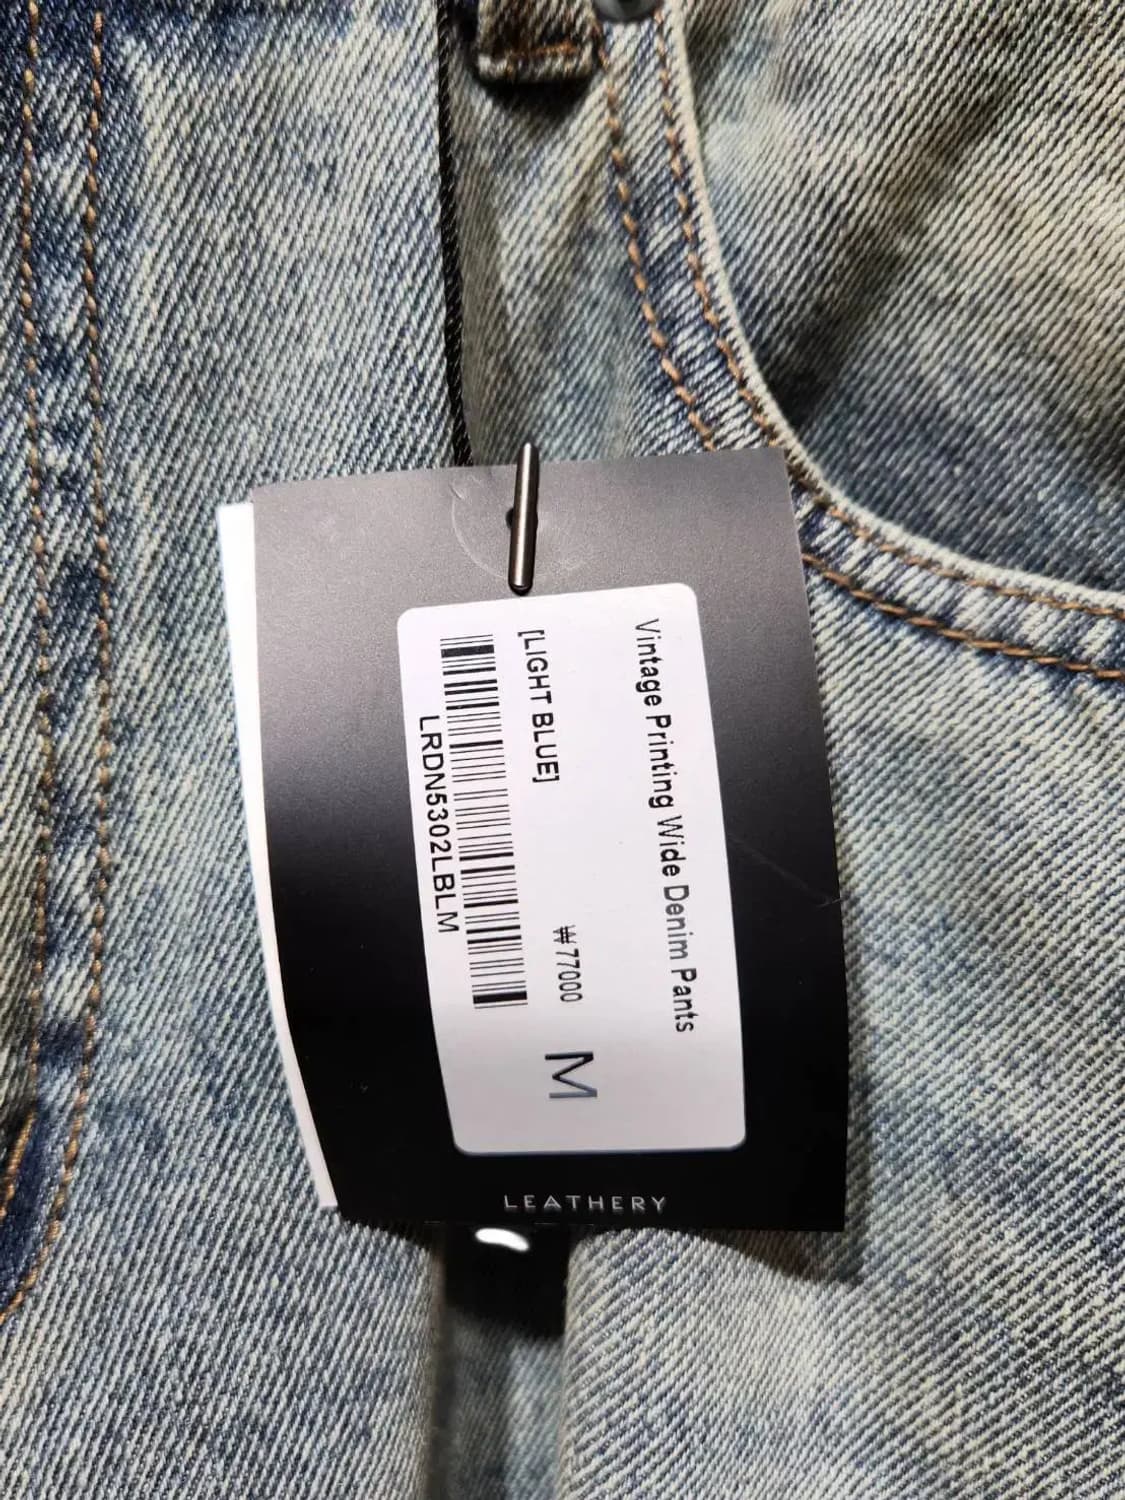 Vintage Printing Wide Denim Pants
₩77000
M
[LIGHT BLUE]
LRDN5302LBLM
LEATHERY